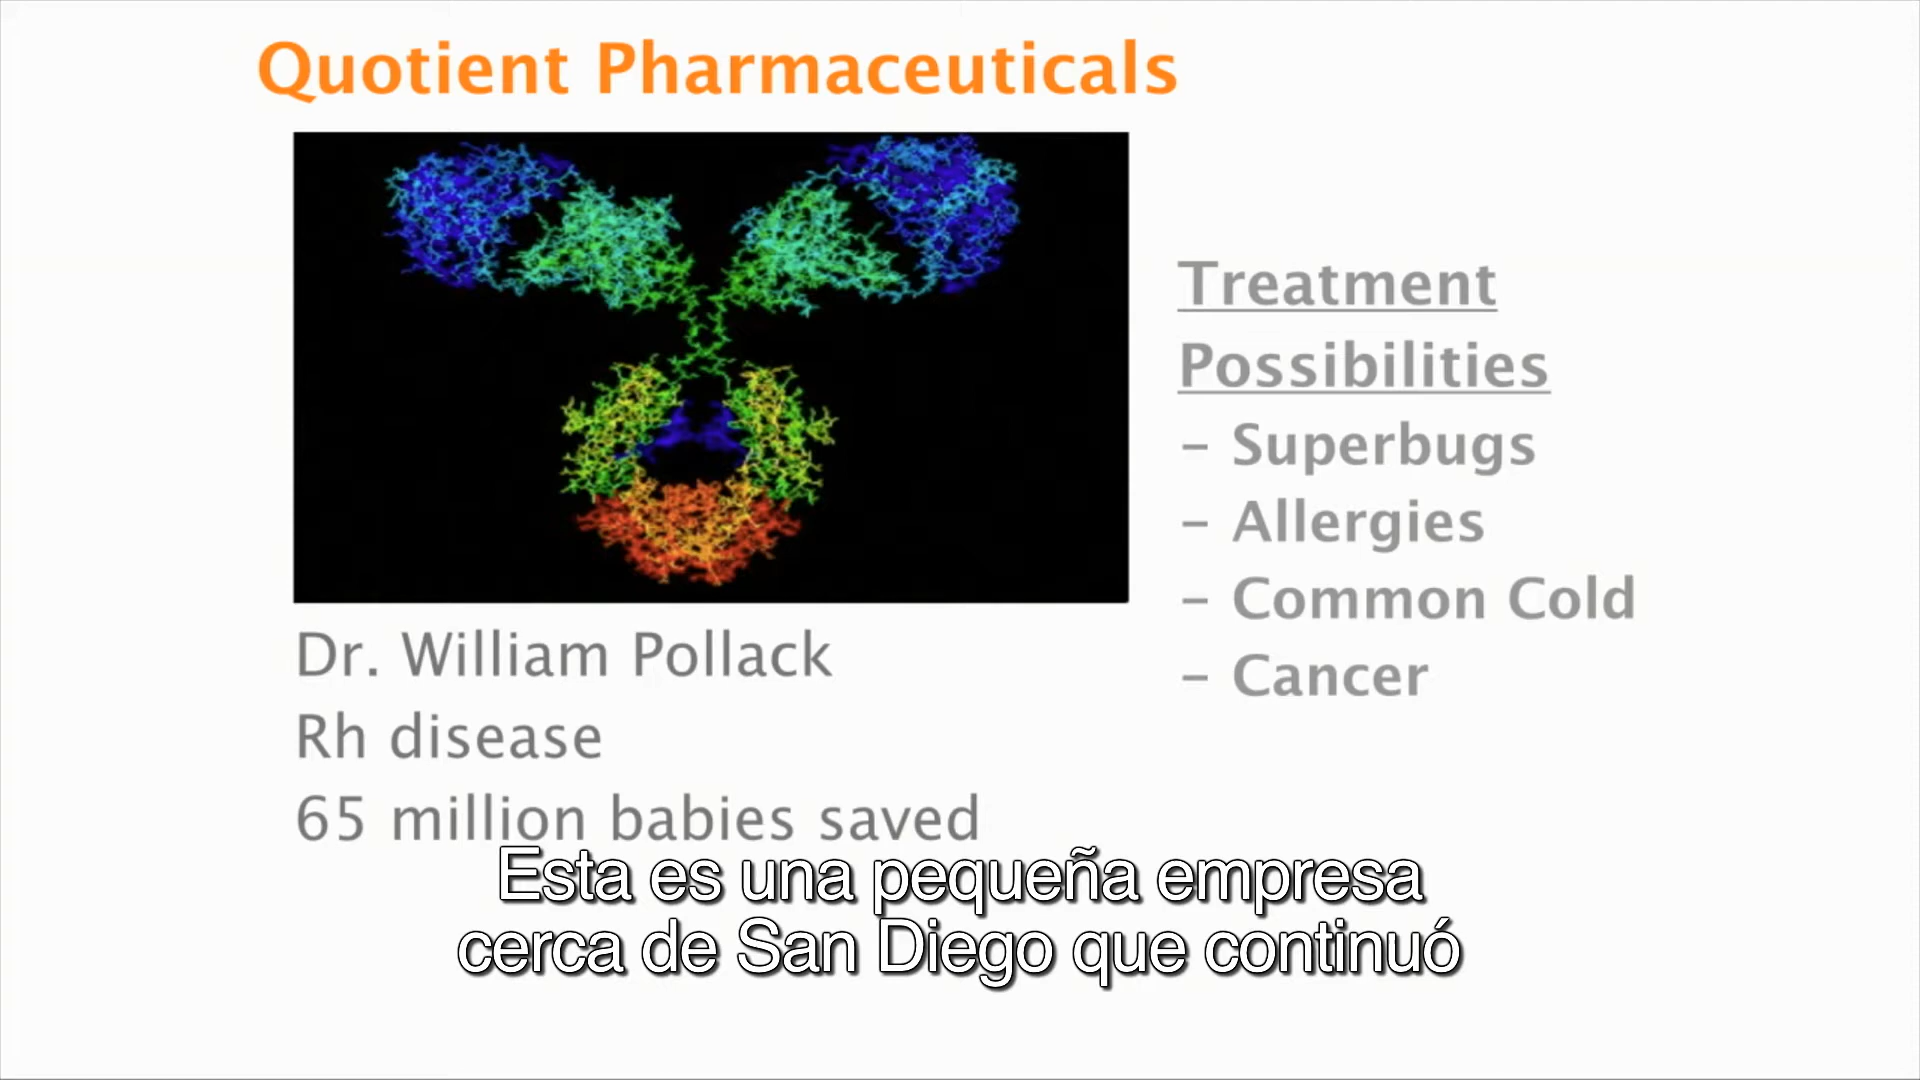 Quotient Pharmaceuticals
Treatment
Possibilities
– Superbugs
– Allergies
– Common Cold
– Cancer
Dr. William Pollack
Rh disease
65 million babies saved
Esta es una pequeña empresa
cerca de San Diego que continuó